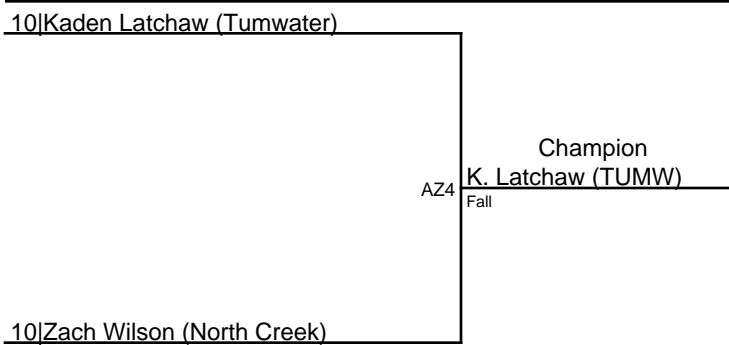 10|Kaden Latchaw (Tumwater)
Champion
K. Latchaw (TUMW)
AZ4
Fall
10|Zach Wilson (North Creek)